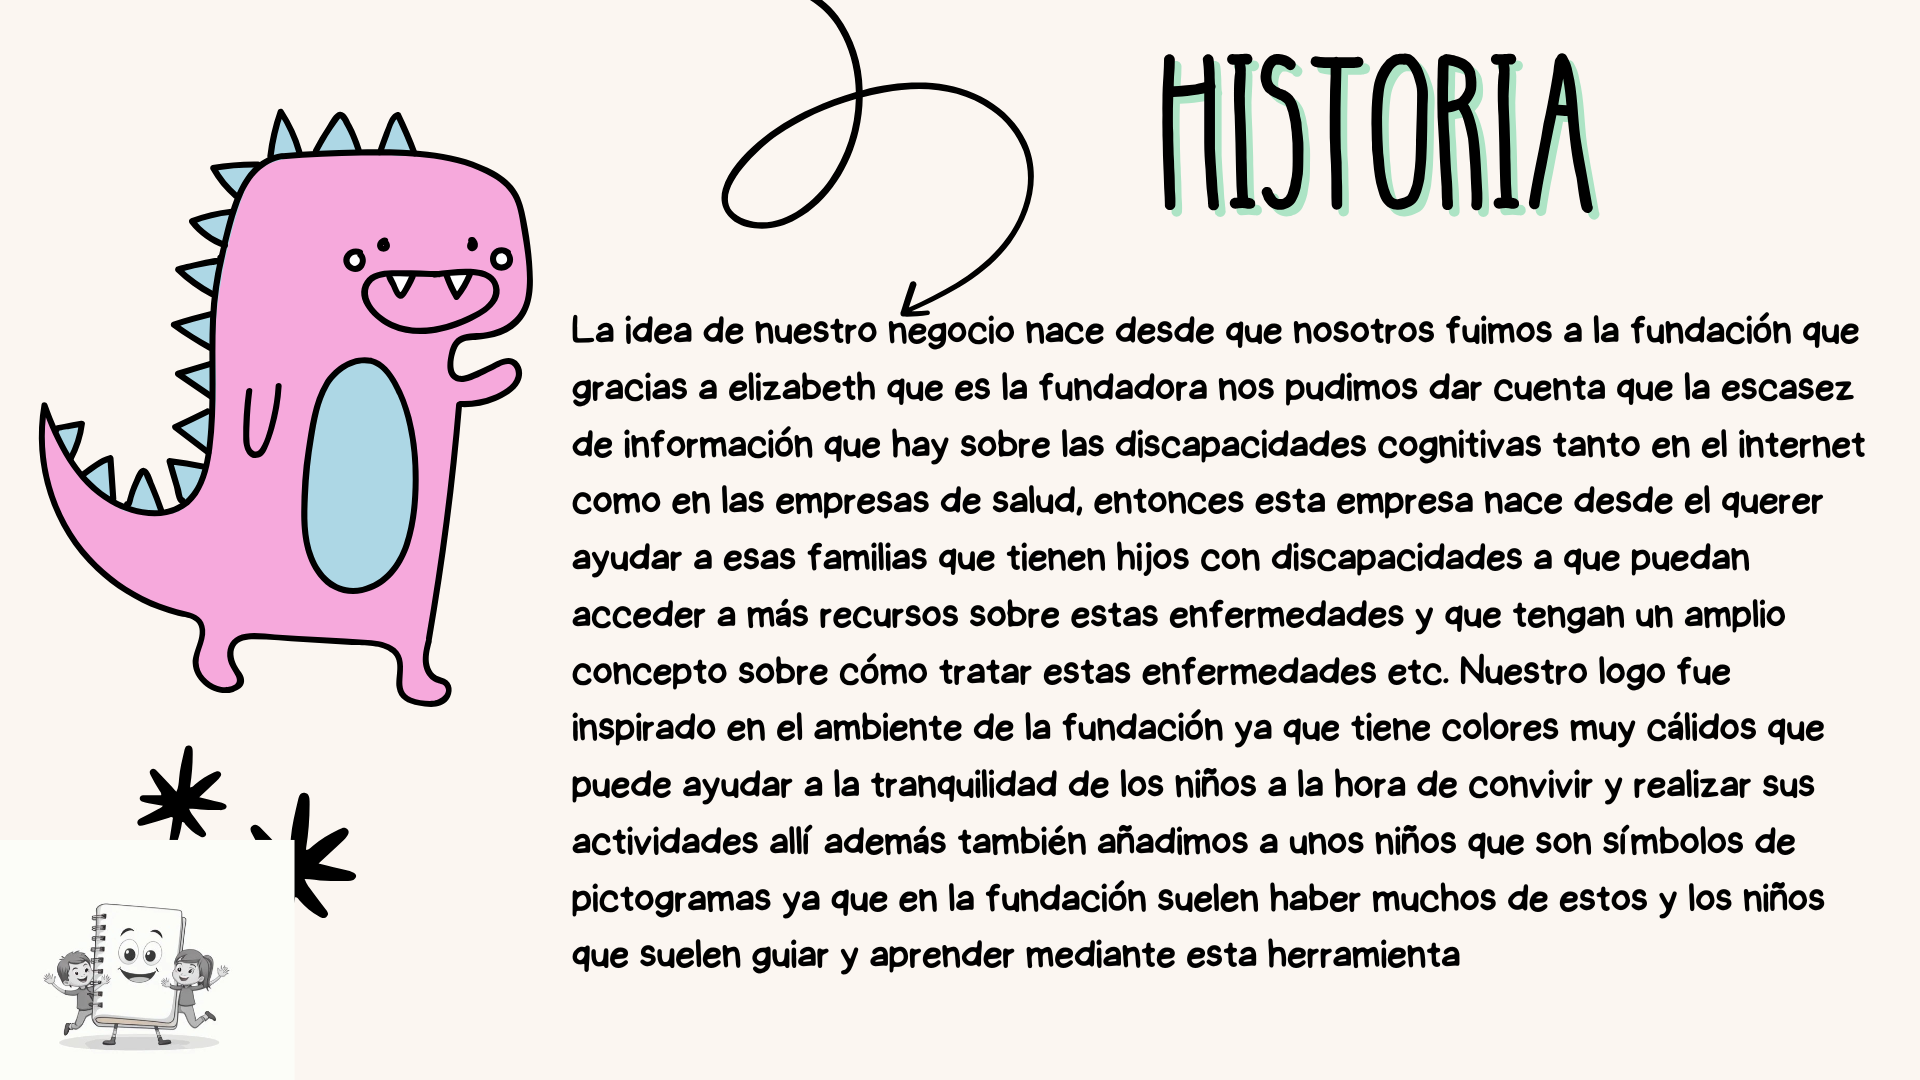 HISTORIA
La idea de nuestro negocio nace desde que nosotros fuimos a la fundación que
gracias a elizabeth que es la fundadora nos pudimos dar cuenta que la escasez
de información que hay sobre las discapacidades cognitivas tanto en el internet
como en las empresas de salud, entonces esta empresa nace desde el querer
ayudar a esas familias que tienen hijos con discapacidades a que puedan
acceder a más recursos sobre estas enfermedades y que tengan un amplio
concepto sobre cómo tratar estas enfermedades etc. Nuestro logo fue
inspirado en el ambiente de la fundación ya que tiene colores muy cálidos que
puede ayudar a la tranquilidad de los niños a la hora de convivir y realizar sus
actividades allí además también añadimos a unos niños que son símbolos de
pictogramas ya que en la fundación suelen haber muchos de estos y los niños
que suelen guiar y aprender mediante esta herramienta